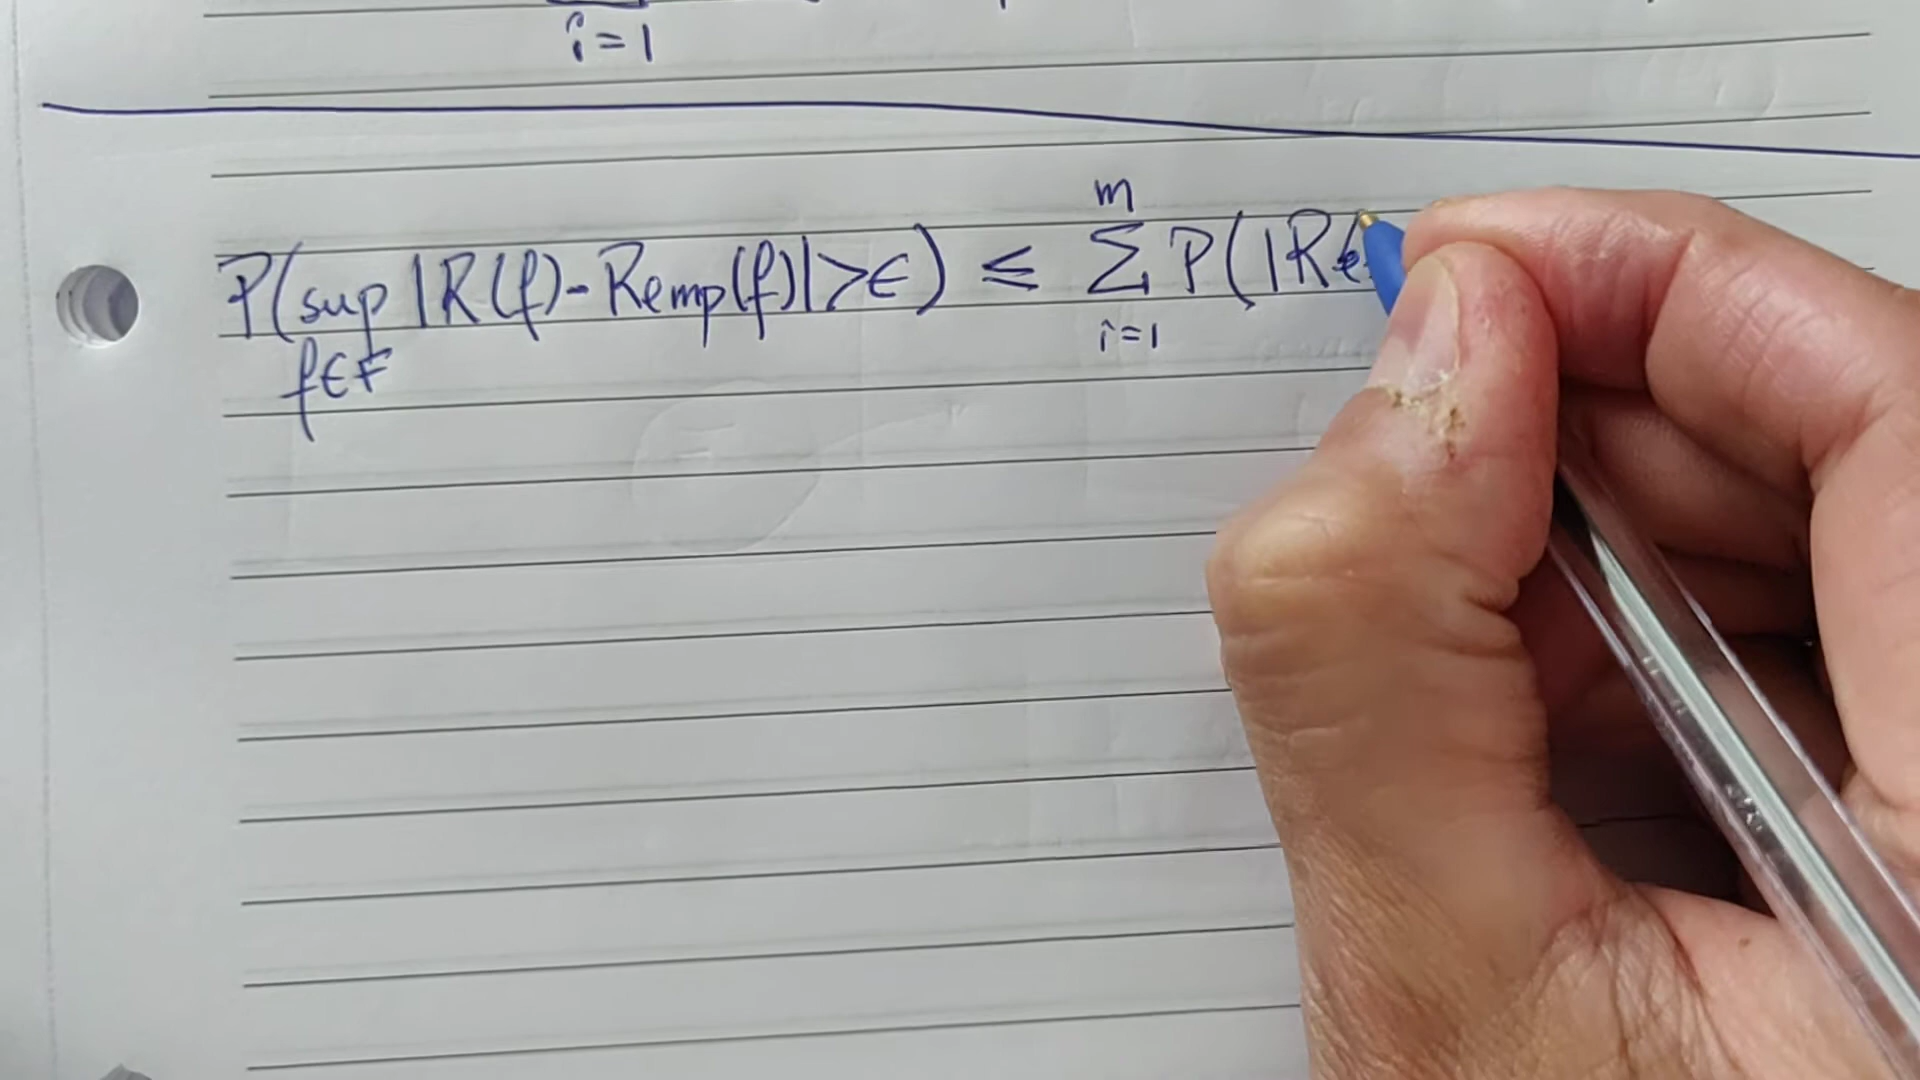 i=1
m
P(sup |R(f)-Remp(f)|>ϵ) ≤ Σ P(|R(
f∈F
i=1